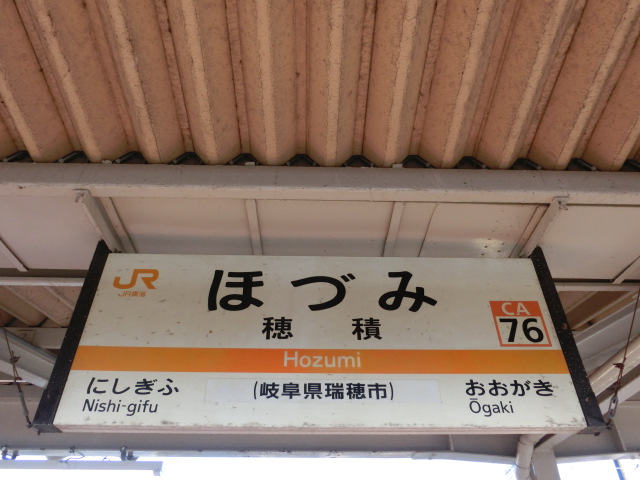 JR
JR東海
ほづみ
穂積
CA
76
Hozumi
にしぎふ
Nishi-gifu
(岐阜県瑞穂市)
おおがき
Ōgaki